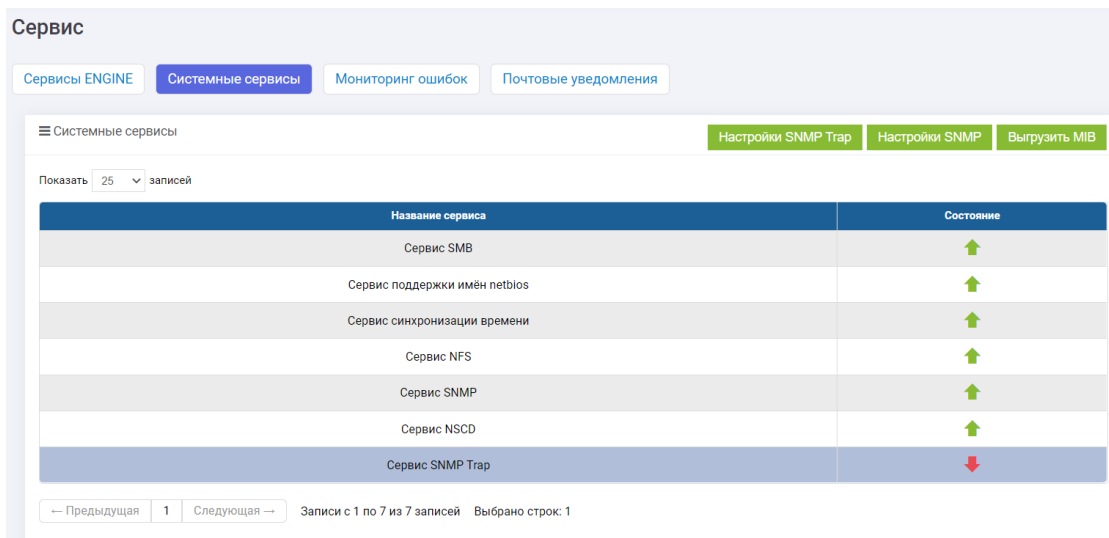 Сервис
Сервисы ENGINE Системные сервисы Мониторинг ошибок Почтовые уведомления
Системные сервисы Настройки SNMP Trap Настройки SNMP Выгрузить MIB
Показать 25 записей
Название сервиса Состояние
Сервис SMB
Сервис поддержки имён netbios
Сервис синхронизации времени
Сервис NFS
Сервис SNMP
Сервис NSCD
Сервис SNMP Trap
← Предыдущая 1 Следующая → Записи с 1 по 7 из 7 записей Выбрано строк: 1